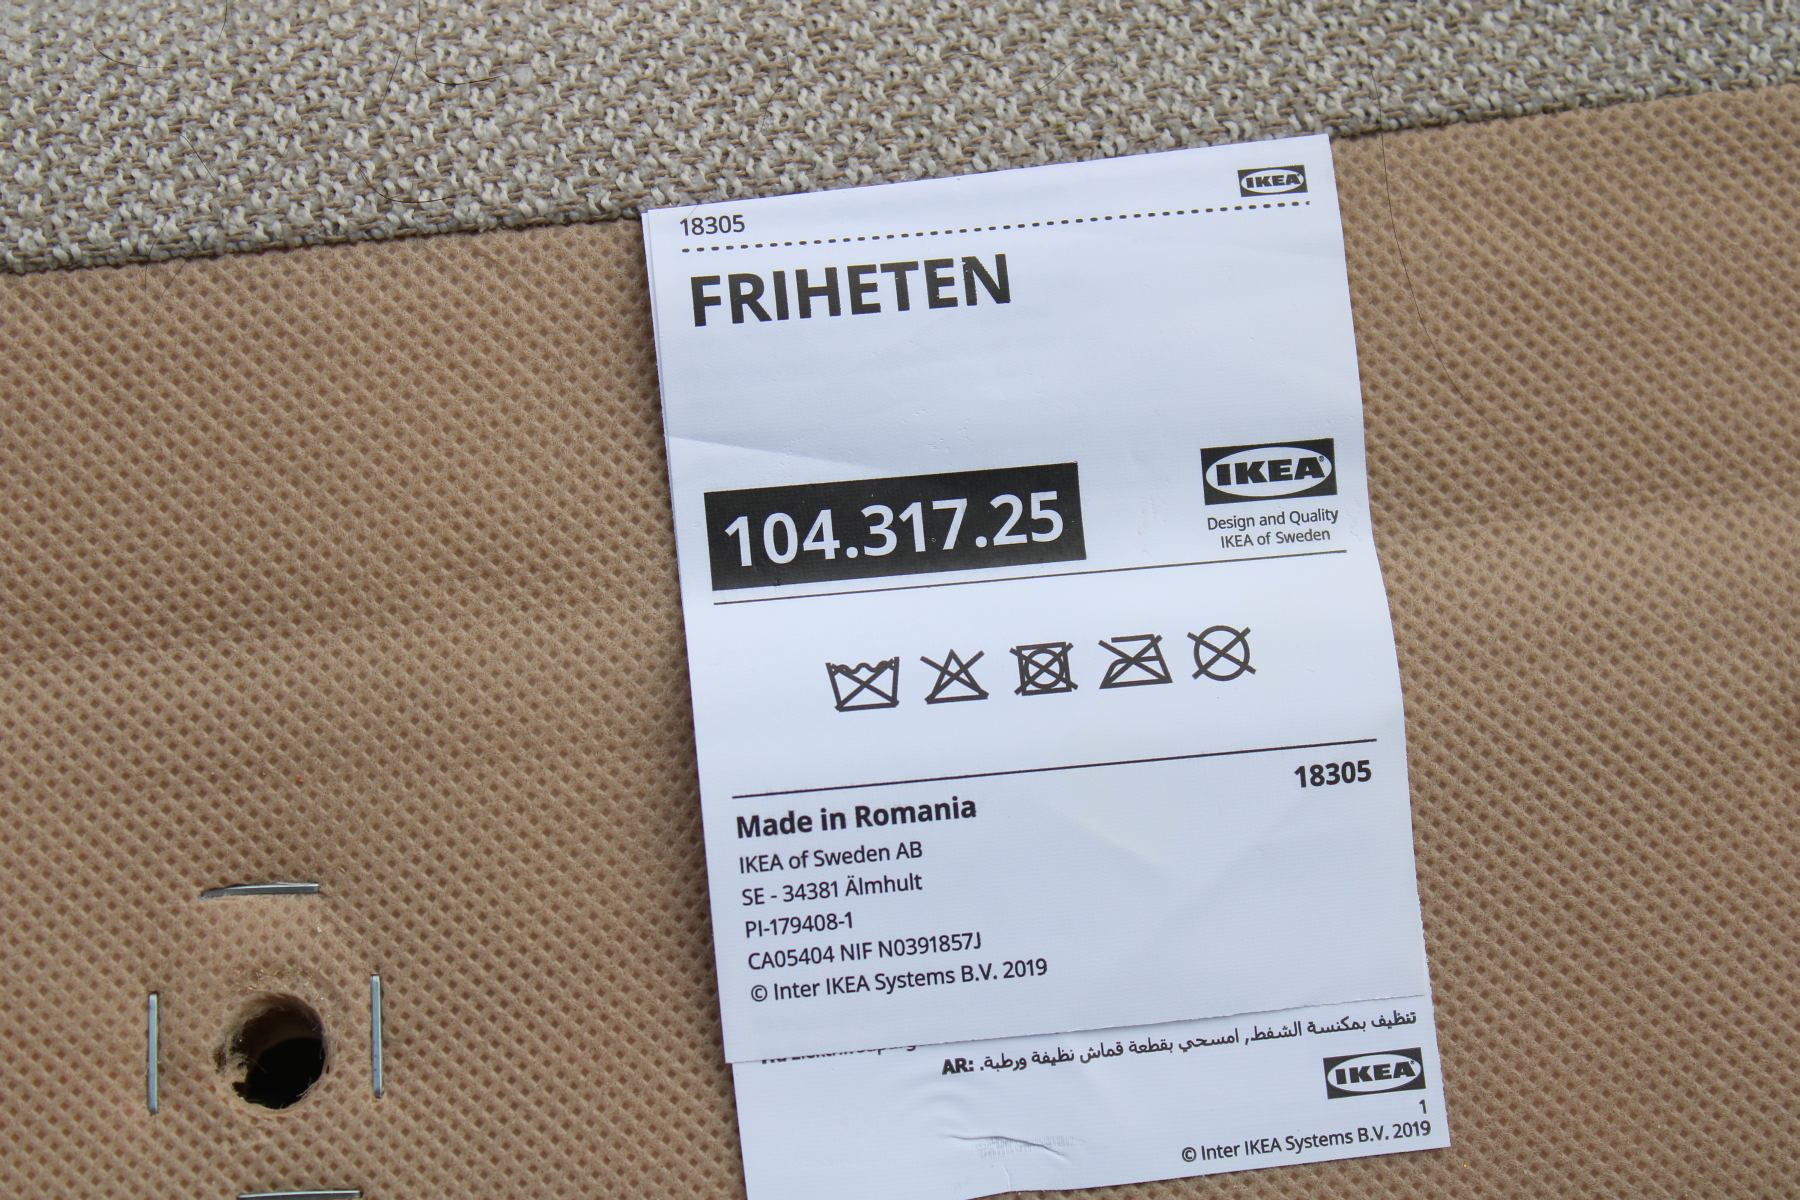 18305
IKEA
FRIHETEN
104.317.25
IKEA
Design and Quality
IKEA of Sweden
18305
Made in Romania
IKEA of Sweden AB
SE - 34381 Älmhult
PI-179408-1
CA05404 NIF N0391857J
© Inter IKEA Systems B.V. 2019
AR: تنظيف بمكنسة الشفط, امسحي بقطعة قماش نظيفة ورطبة.
IKEA
1
© Inter IKEA Systems B.V. 2019